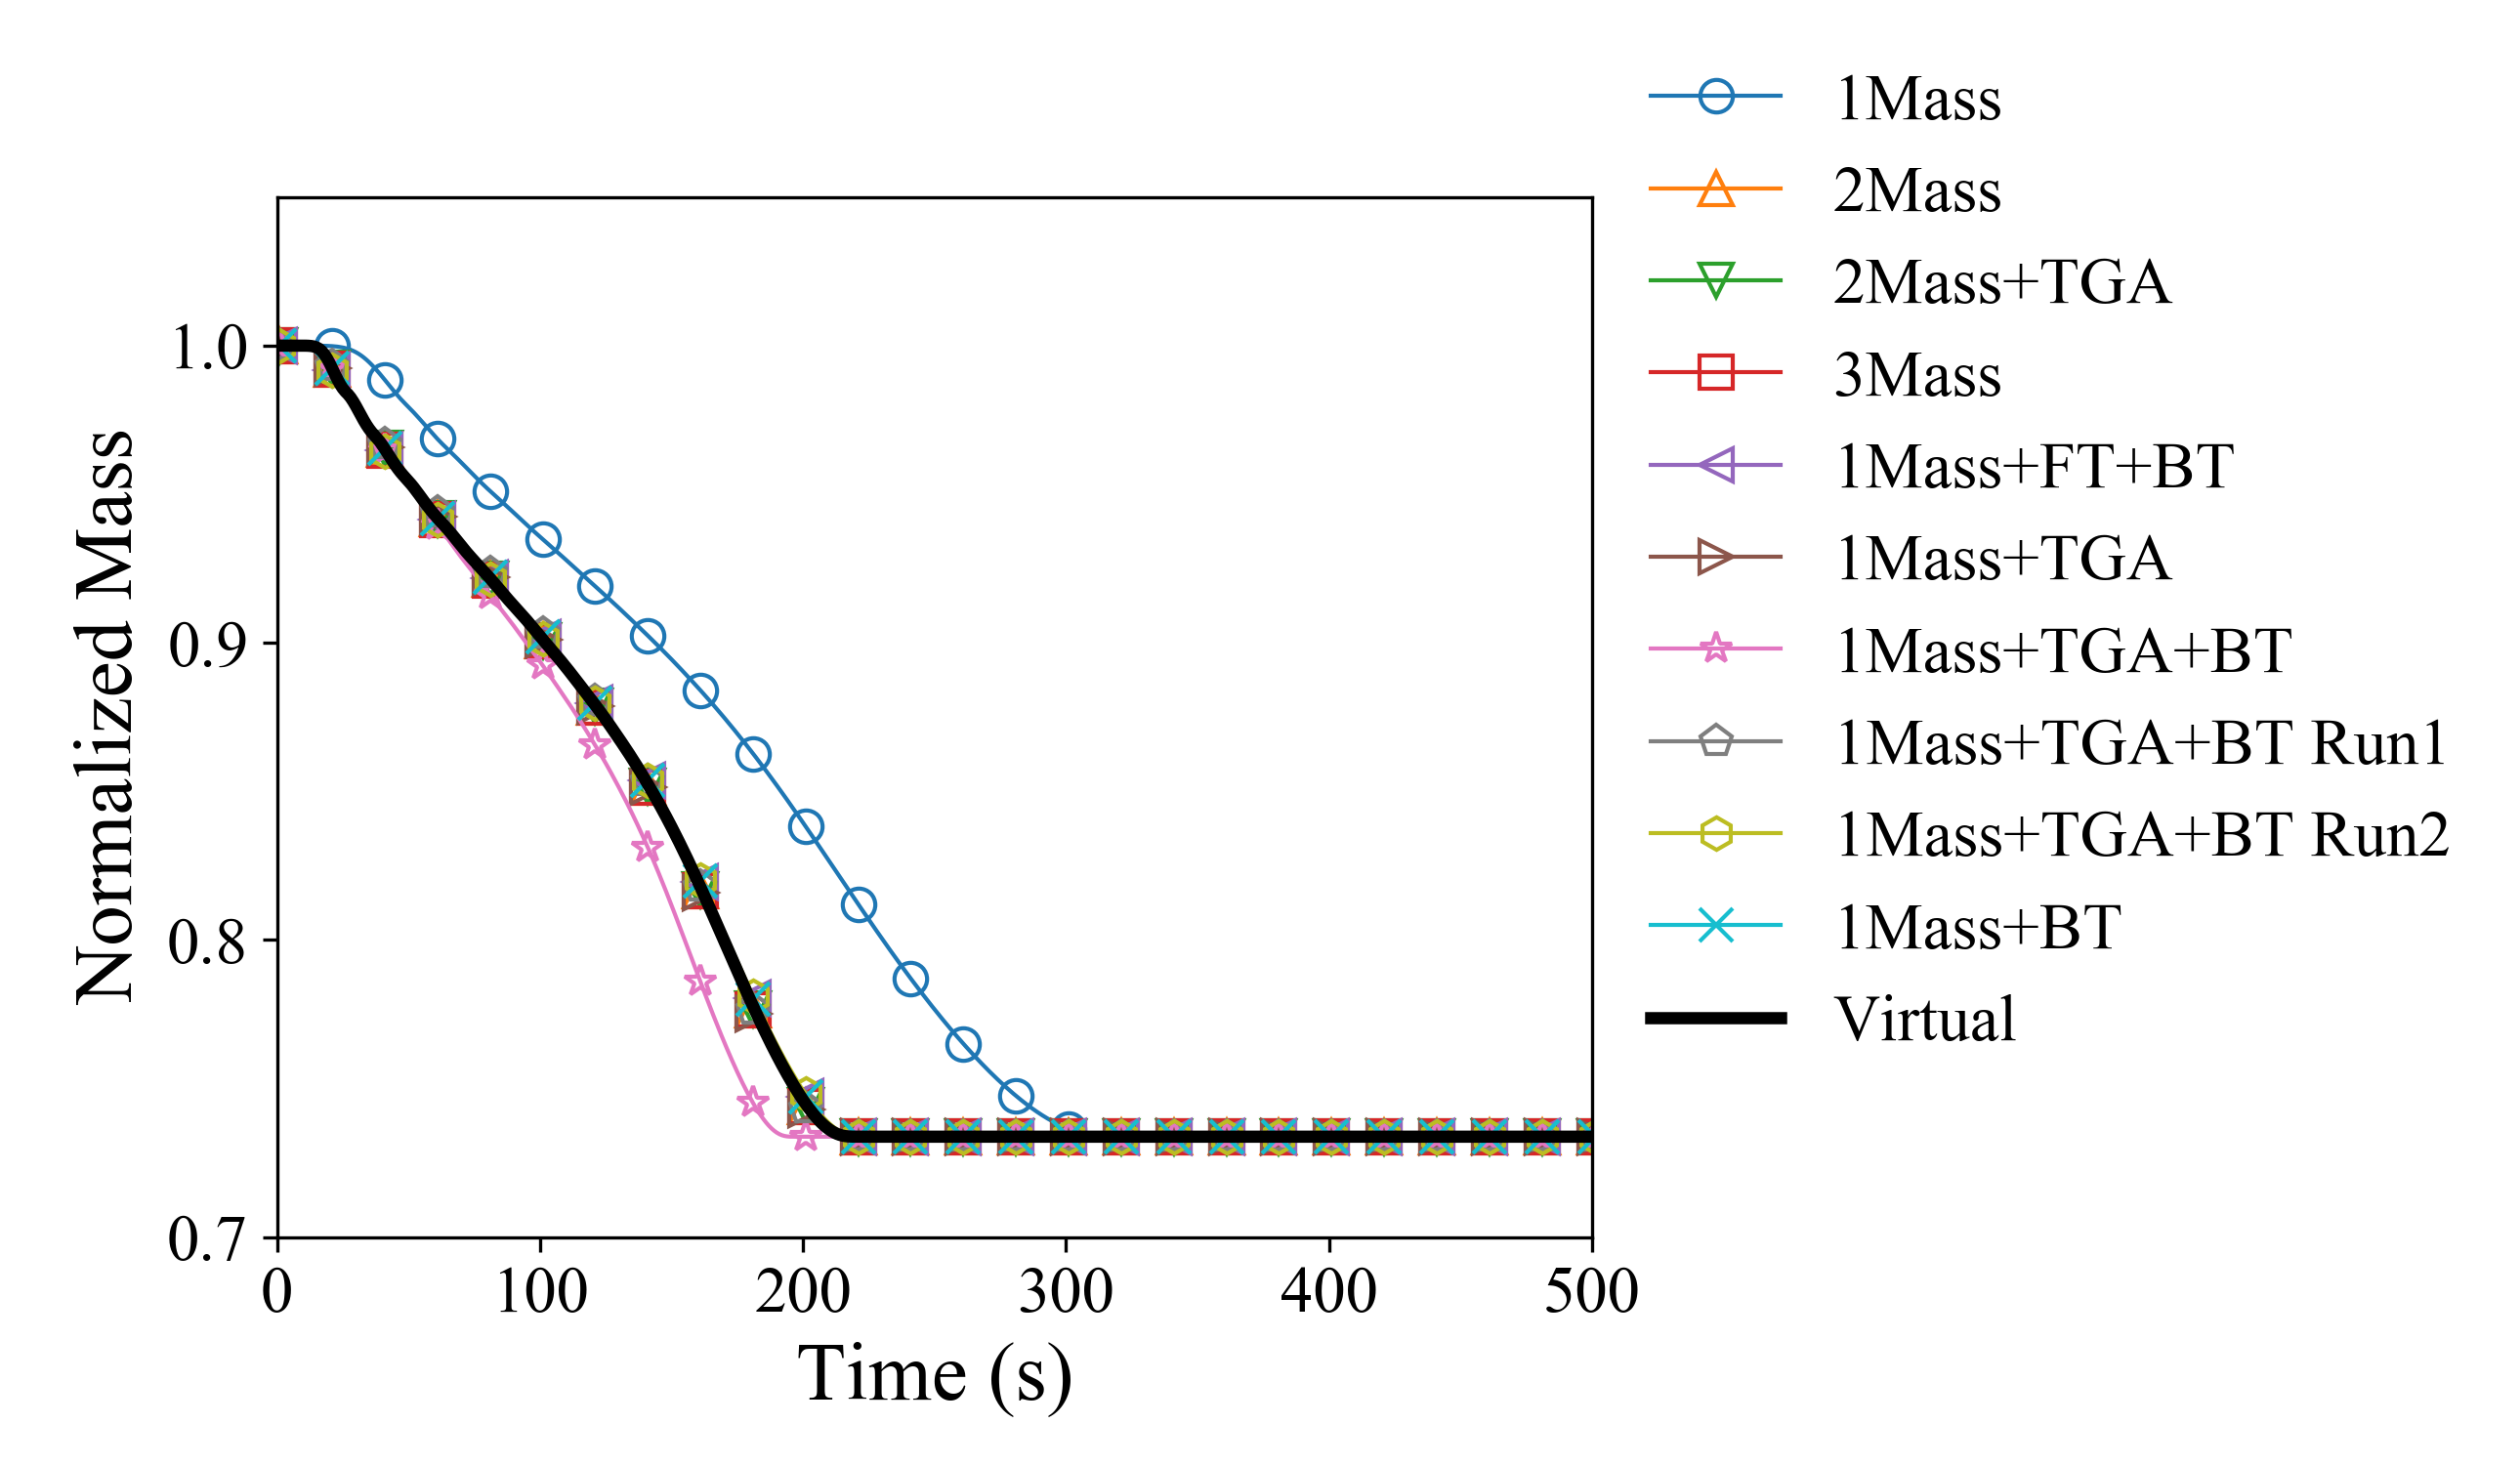 1Mass
2Mass
2Mass+TGA
3Mass
1Mass+FT+BT
1Mass+TGA
1Mass+TGA+BT
1Mass+TGA+BT Run1
1Mass+TGA+BT Run2
1Mass+BT
Virtual
Normalized Mass
1.0
0.9
0.8
0.7
0 100 200 300 400 500
Time (s)